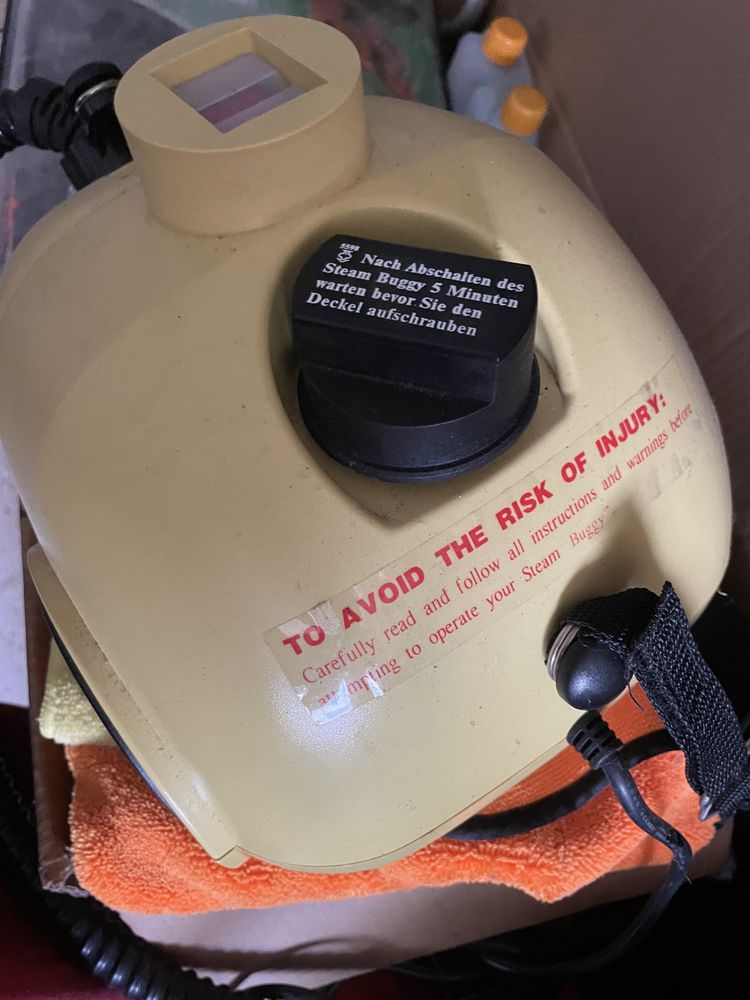 5598
Nach Abschalten des
Steam Buggy 5 Minuten
warten bevor Sie den
Deckel aufschrauben
TO AVOID THE RISK OF INJURY:
Carefully read and follow all instructions and warnings before
attempting to operate your Steam Buggy